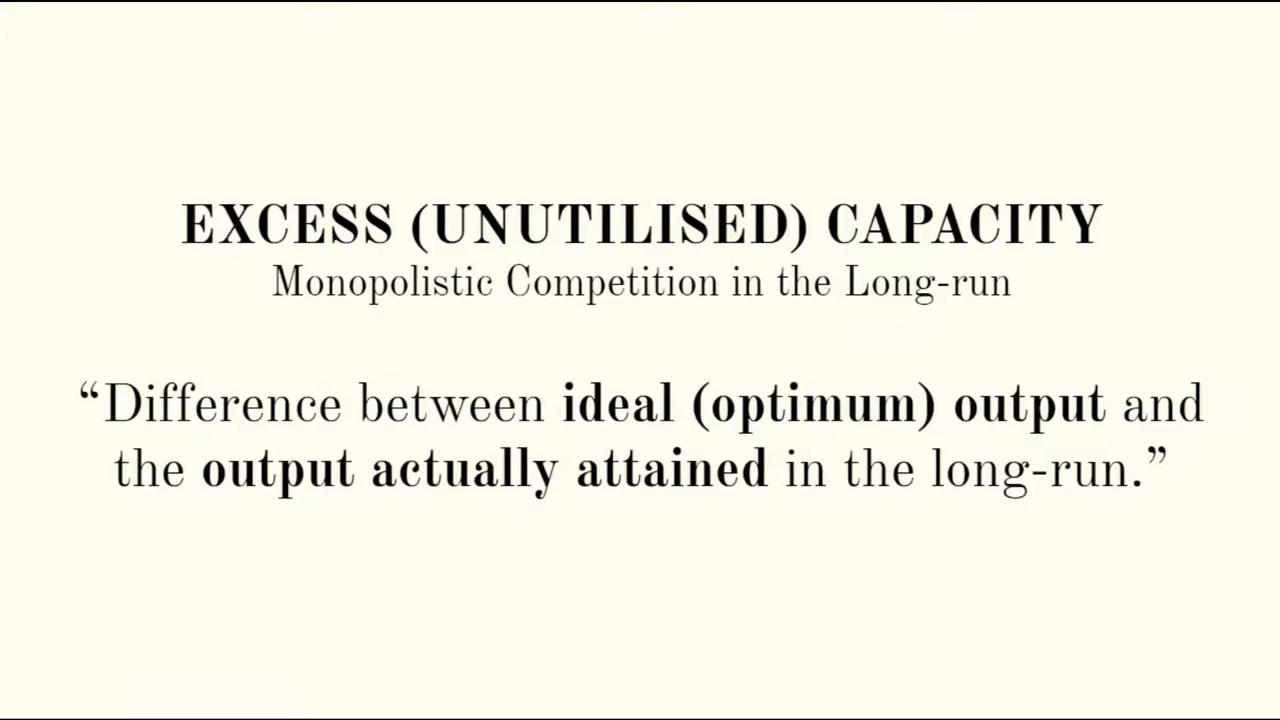 EXCESS (UNUTILISED) CAPACITY
Monopolistic Competition in the Long-run
“Difference between ideal (optimum) output and
the output actually attained in the long-run.”